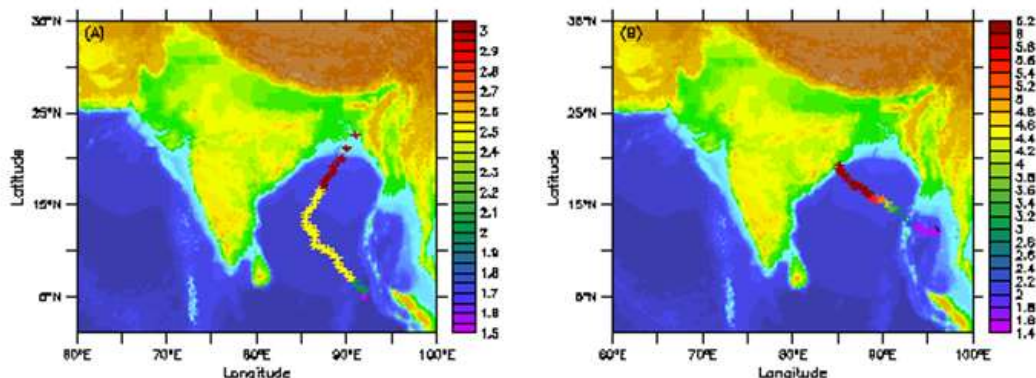 (A)
35°N
25°N
15°N
5°N
Latitude
60°E 70°E 80°E 90°E 100°E
Longitude
3
2.9
2.8
2.7
2.6
2.5
2.4
2.3
2.2
2.1
2
1.9
1.8
1.7
1.6
1.5
(B)
35°N
25°N
15°N
5°N
Latitude
60°E 70°E 80°E 90°E 100°E
Longitude
6.2
6
5.8
5.6
5.4
5.2
5
4.8
4.6
4.4
4.2
4
3.8
3.6
3.4
3.2
3
2.8
2.6
2.4
2.2
2
1.8
1.6